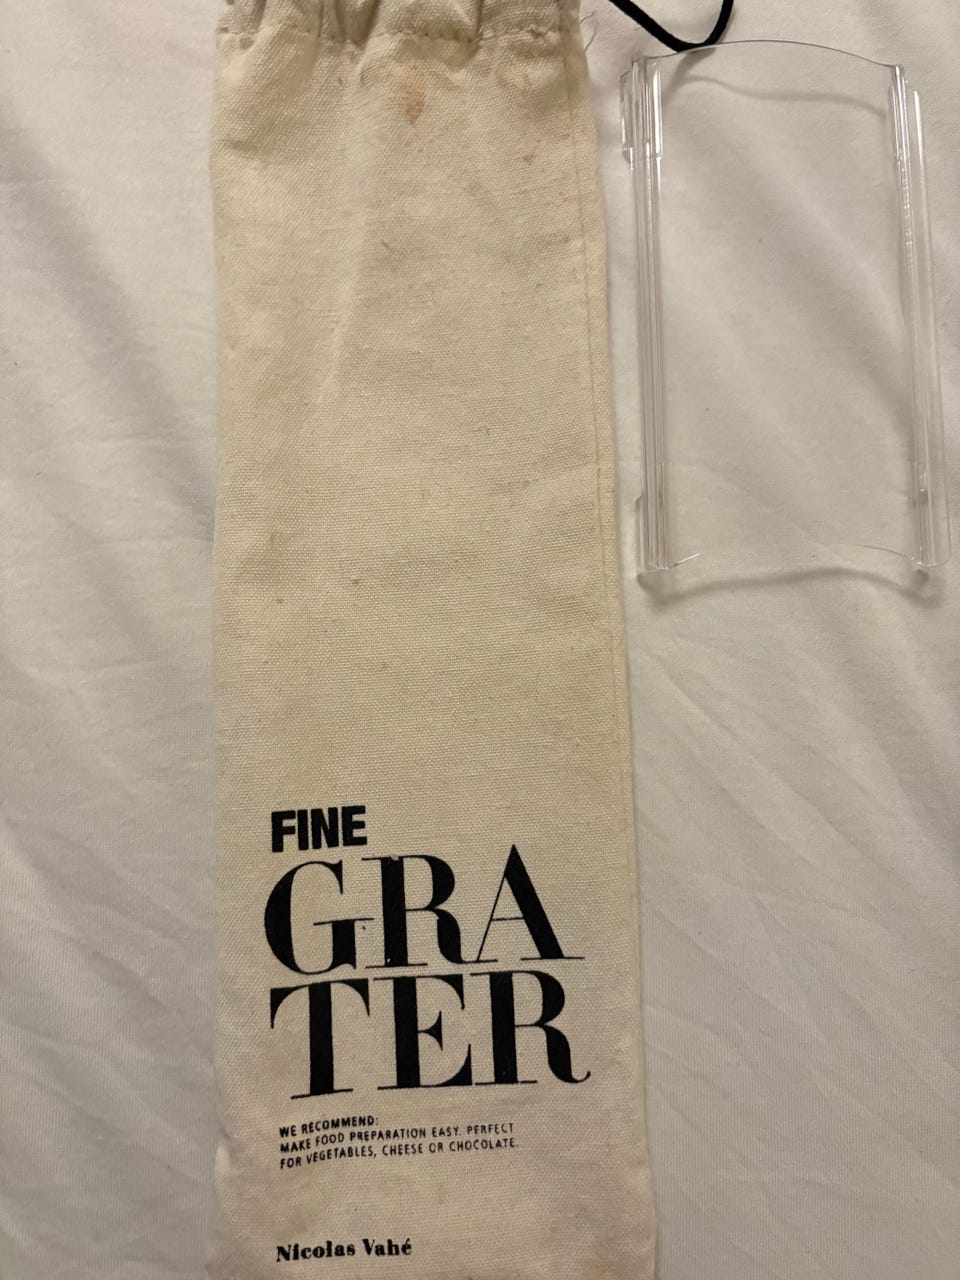 FINE
GRA
TER
WE RECOMMEND:
MAKE FOOD PREPARATION EASY. PERFECT
FOR VEGETABLES, CHEESE OR CHOCOLATE.
Nicolas Vahé